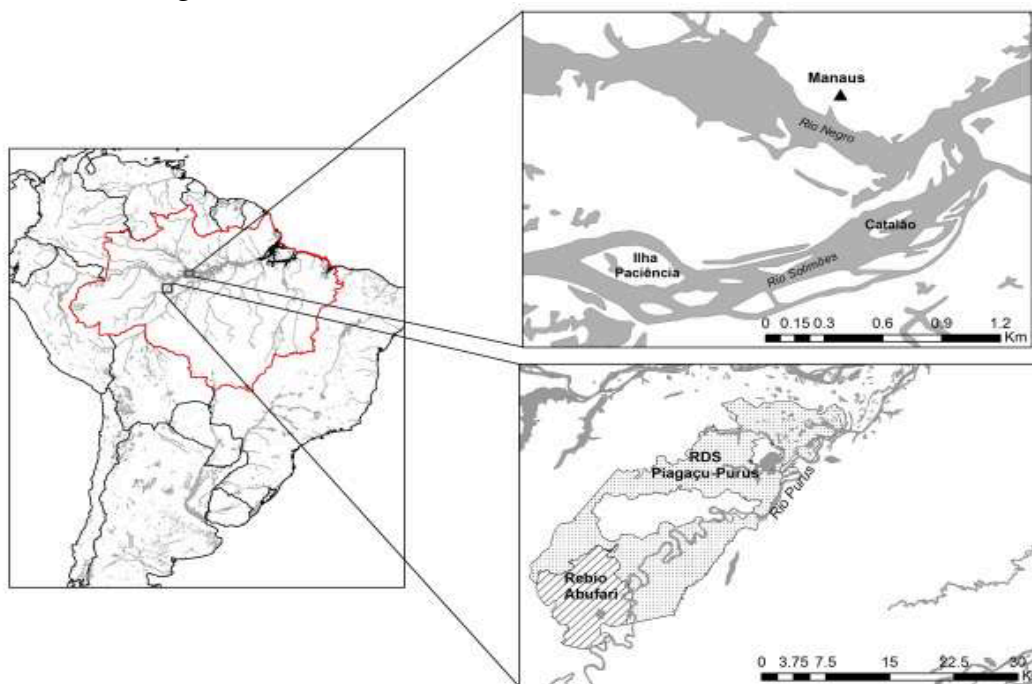 Manaus
Rio Negro
Catalão
Ilha
Paciência
Rio Solimões
0 0.15 0.3 0.6 0.9 1.2
Km
RDS
Piagaçu-Purus
Rio Purus
Rebio
Abufari
0 3.75 7.5 15 22.5 30